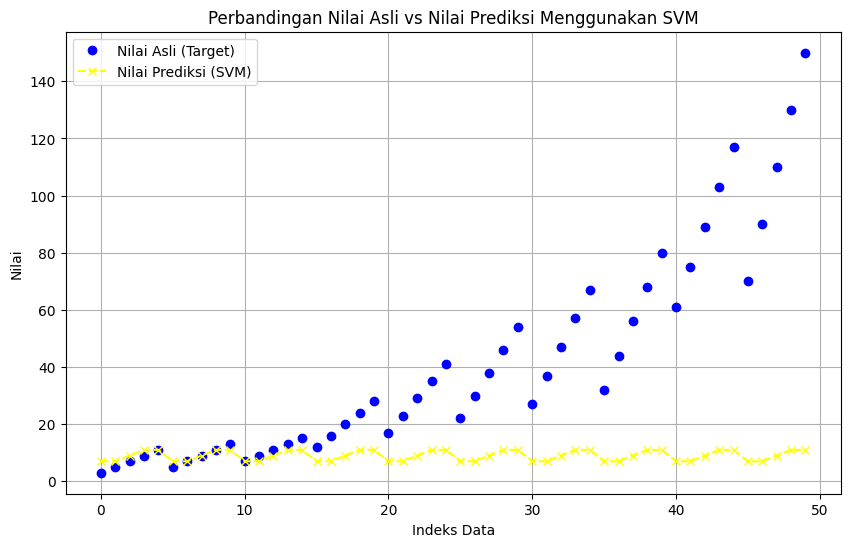 Perbandingan Nilai Asli vs Nilai Prediksi Menggunakan SVM
Nilai Asli (Target)
Nilai Prediksi (SVM)
140
120
100
80
60
40
20
0
Nilai
0 10 20 30 40 50
Indeks Data